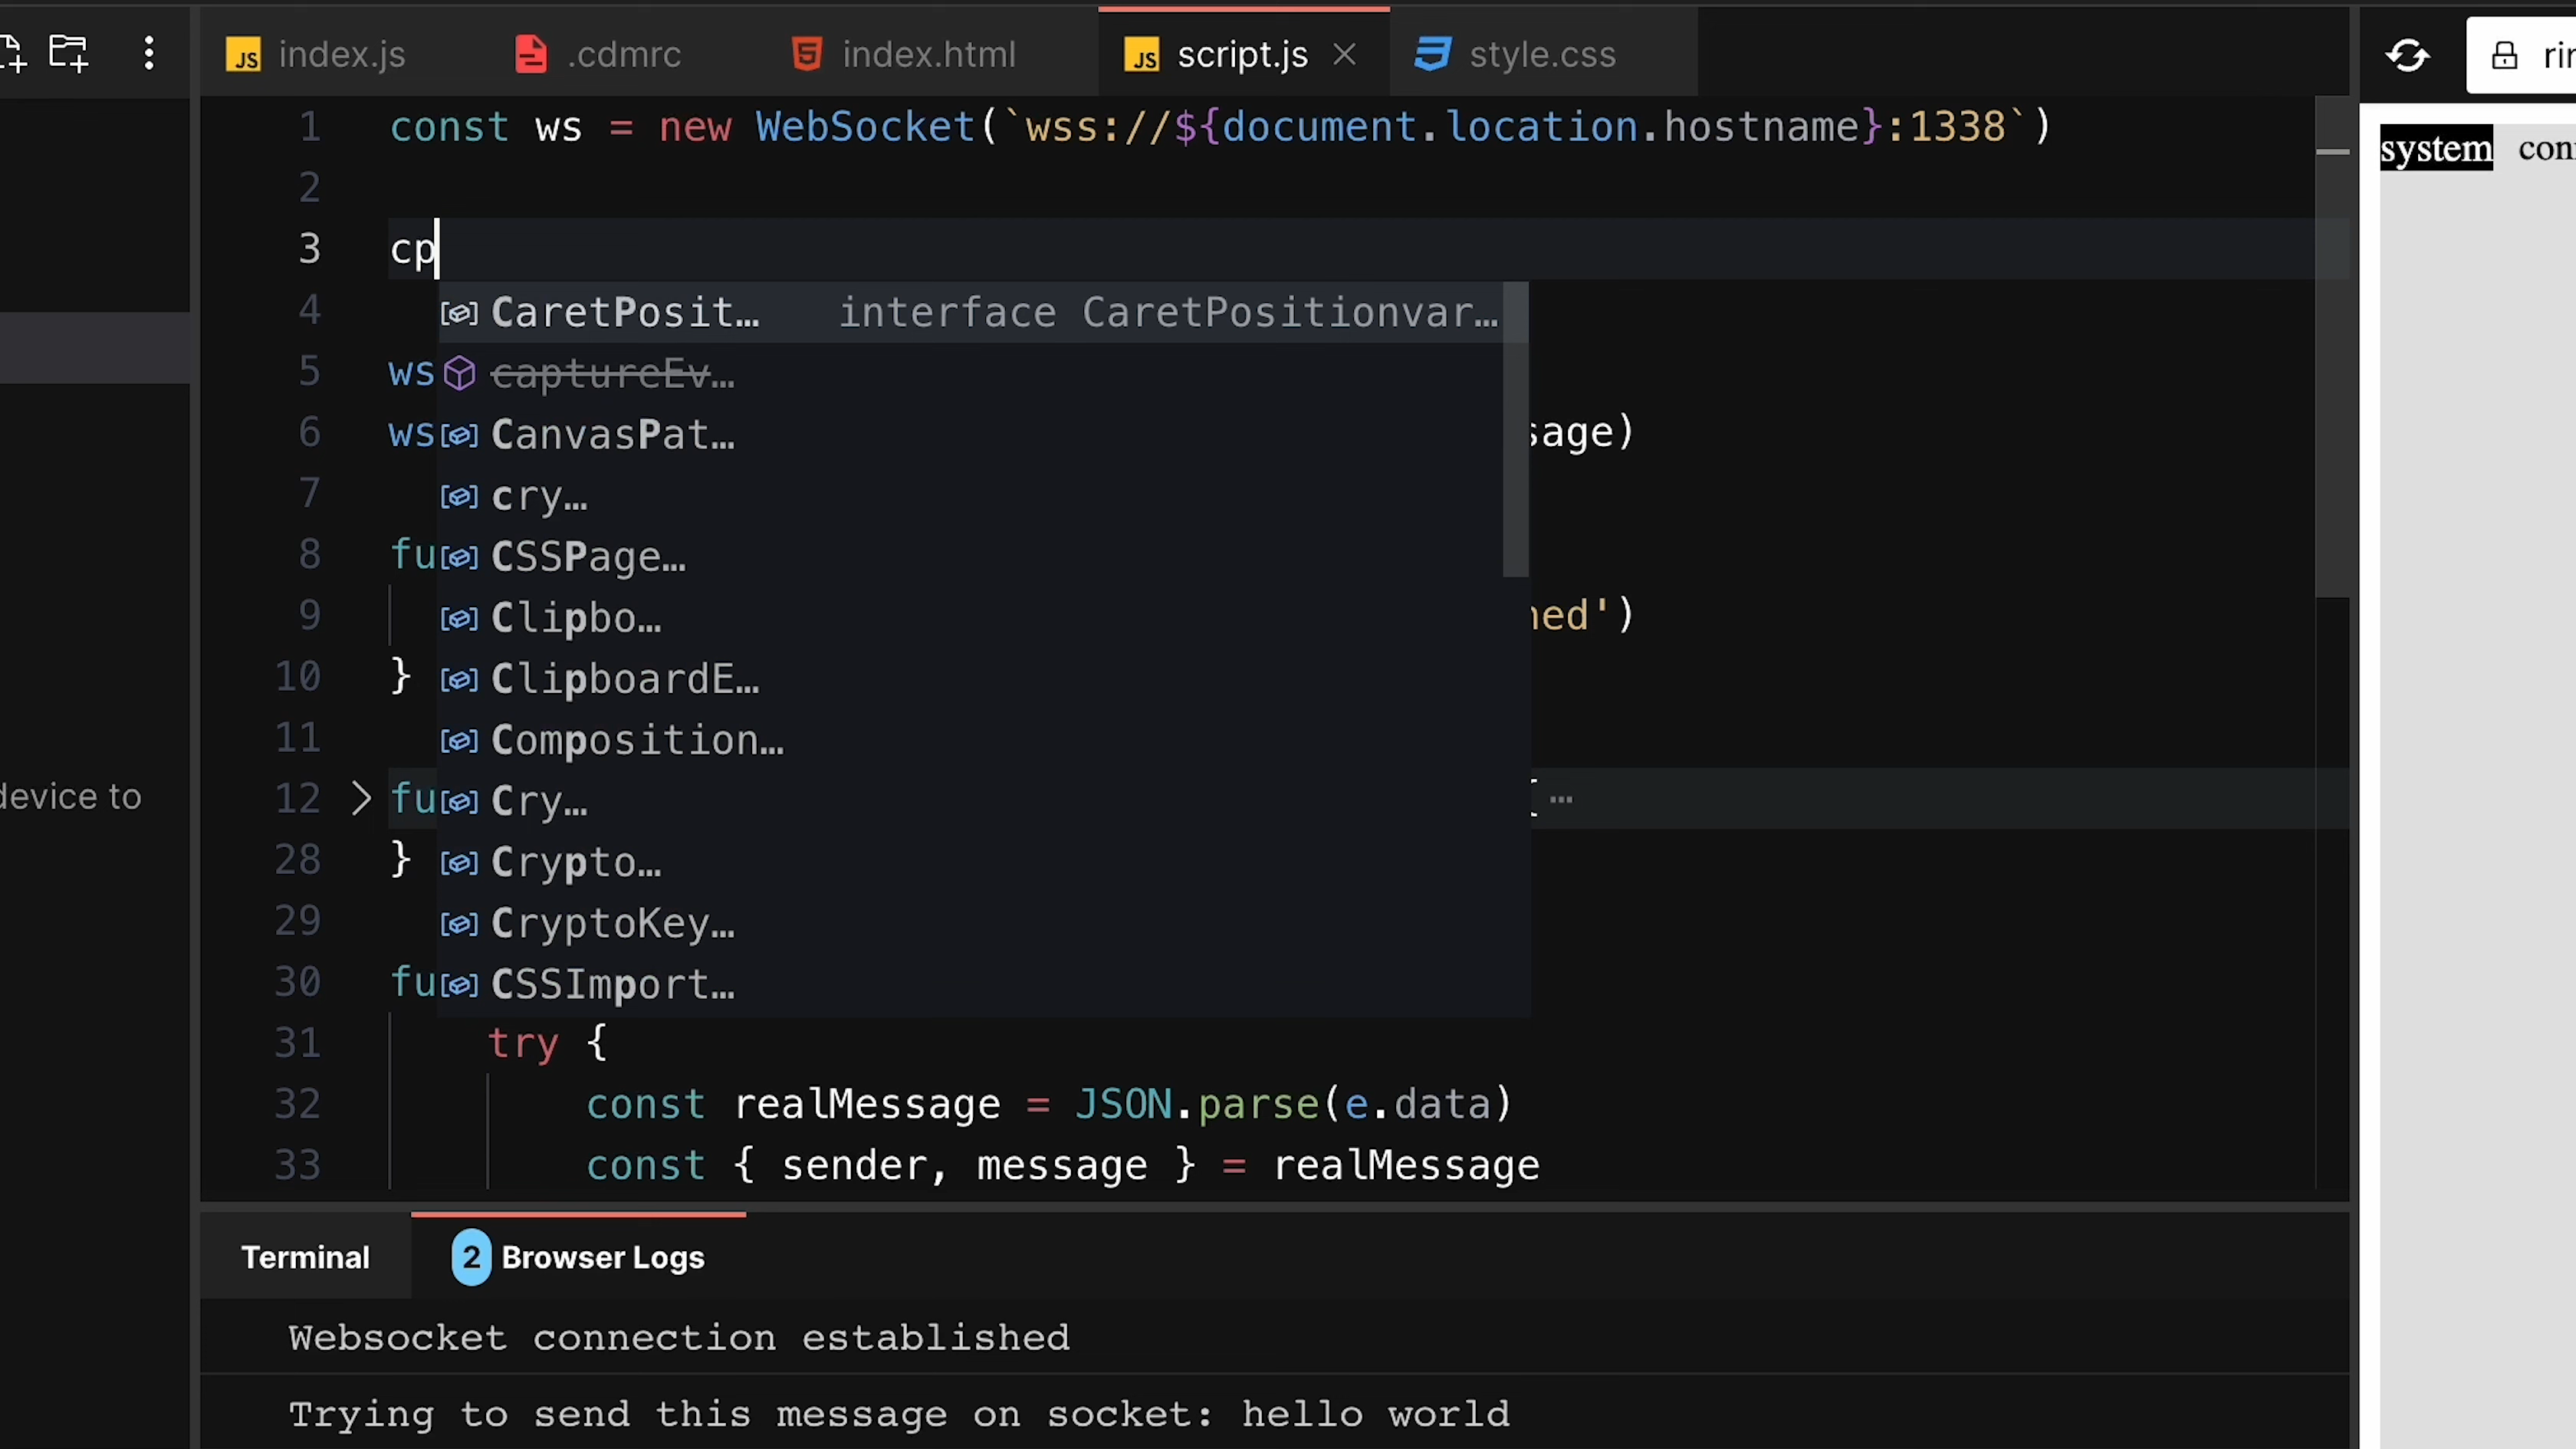 index.js .cdmrc index.html script.js style.css
1 const ws = new WebSocket(`wss://${document.location.hostname}:1338`)
2
3 cp
4 CaretPosit… interface CaretPositionvar…
5 ws captureEv…
6 ws CanvasPat… sage)
7 cry…
8 fu CSSPage…
9 Clipbo… ned')
10 } ClipboardE…
11 Composition…
12 fu Cry… { …
28 } Crypto…
29 CryptoKey…
30 fu CSSImport…
31 try {
32 const realMessage = JSON.parse(e.data)
33 const { sender, message } = realMessage
device to
Terminal 2 Browser Logs
Websocket connection established
Trying to send this message on socket: hello world
system